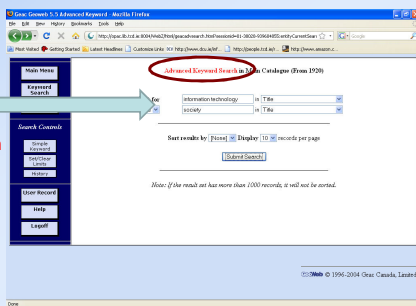 Geac Geoweb 5.5 Advanced Keyword - Mozilla Firefox
File Edit View History Bookmarks Tools Help
Google
Most Visited Getting Started Latest Headlines Customize Links
Main Menu
Advanced Keyword Search in Main Catalogue (From 1920)
Keyword Search
for information technology in Title
society in Title
Search Controls
Simple Keyword
Sort results by [None] Display 10 records per page
Set/Clear Limits
[Submit Search]
History
Note: If the result set has more than 1000 records, it will not be sorted.
User Record
Help
Logoff
Web © 1996-2004 Geac Canada, Limited
Done